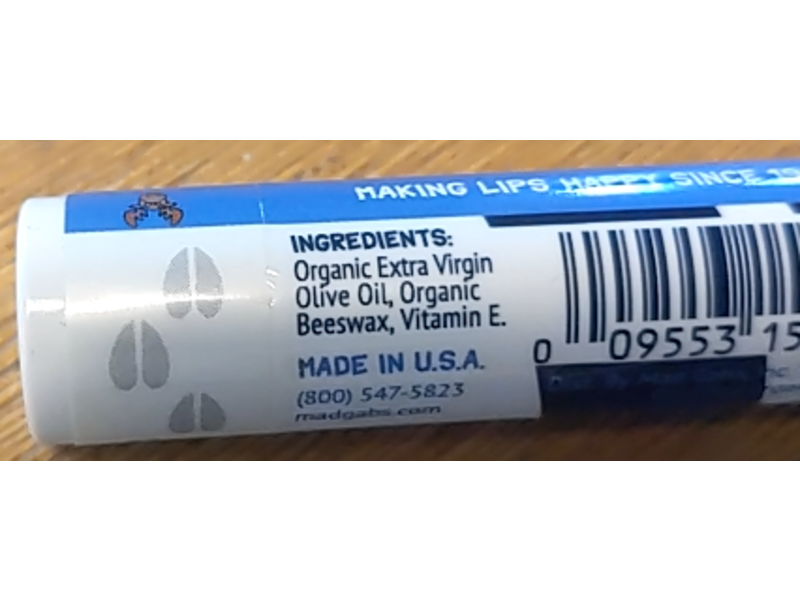 MAKING LIPS HAPPY SINCE 19
INGREDIENTS:
Organic Extra Virgin
Olive Oil, Organic
Beeswax, Vitamin E.
MADE IN U.S.A.
(800) 547-5823
madgabs.com
0 09553 15